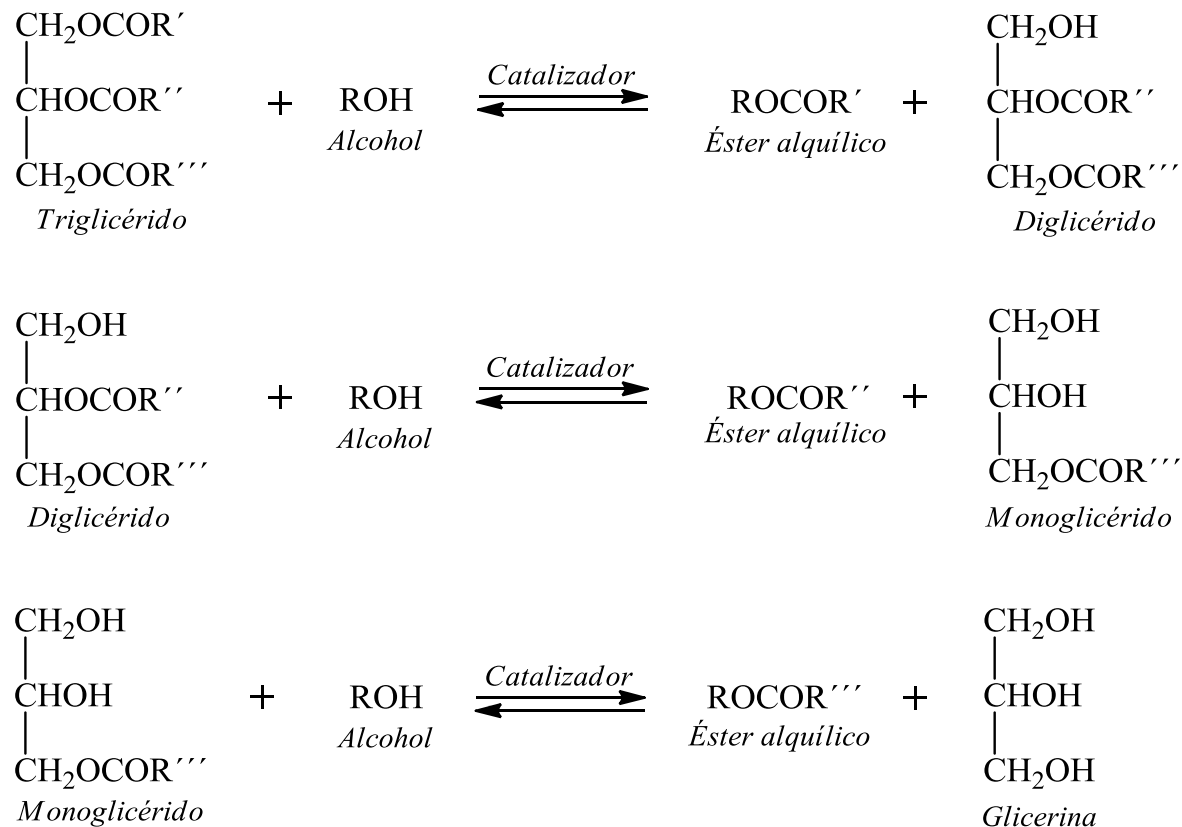 CH₂OCOR´
CHOCOR´´ + ROH Catalizador ROCOR´ + CH₂OH
CH₂OCOR´´´ Alcohol Éster alquílico CHOCOR´´
Triglicérido CH₂OCOR´´´
Diglicérido
CH₂OH
CHOCOR´´ + ROH Catalizador ROCOR´´ + CH₂OH
CH₂OCOR´´´ Alcohol Éster alquílico CHOH
Diglicérido CH₂OCOR´´´
Monoglicérido
CH₂OH
CHOH + ROH Catalizador ROCOR´´´ + CH₂OH
CH₂OCOR´´´ Alcohol Éster alquílico CHOH
Monoglicérido CH₂OH
Glicerina